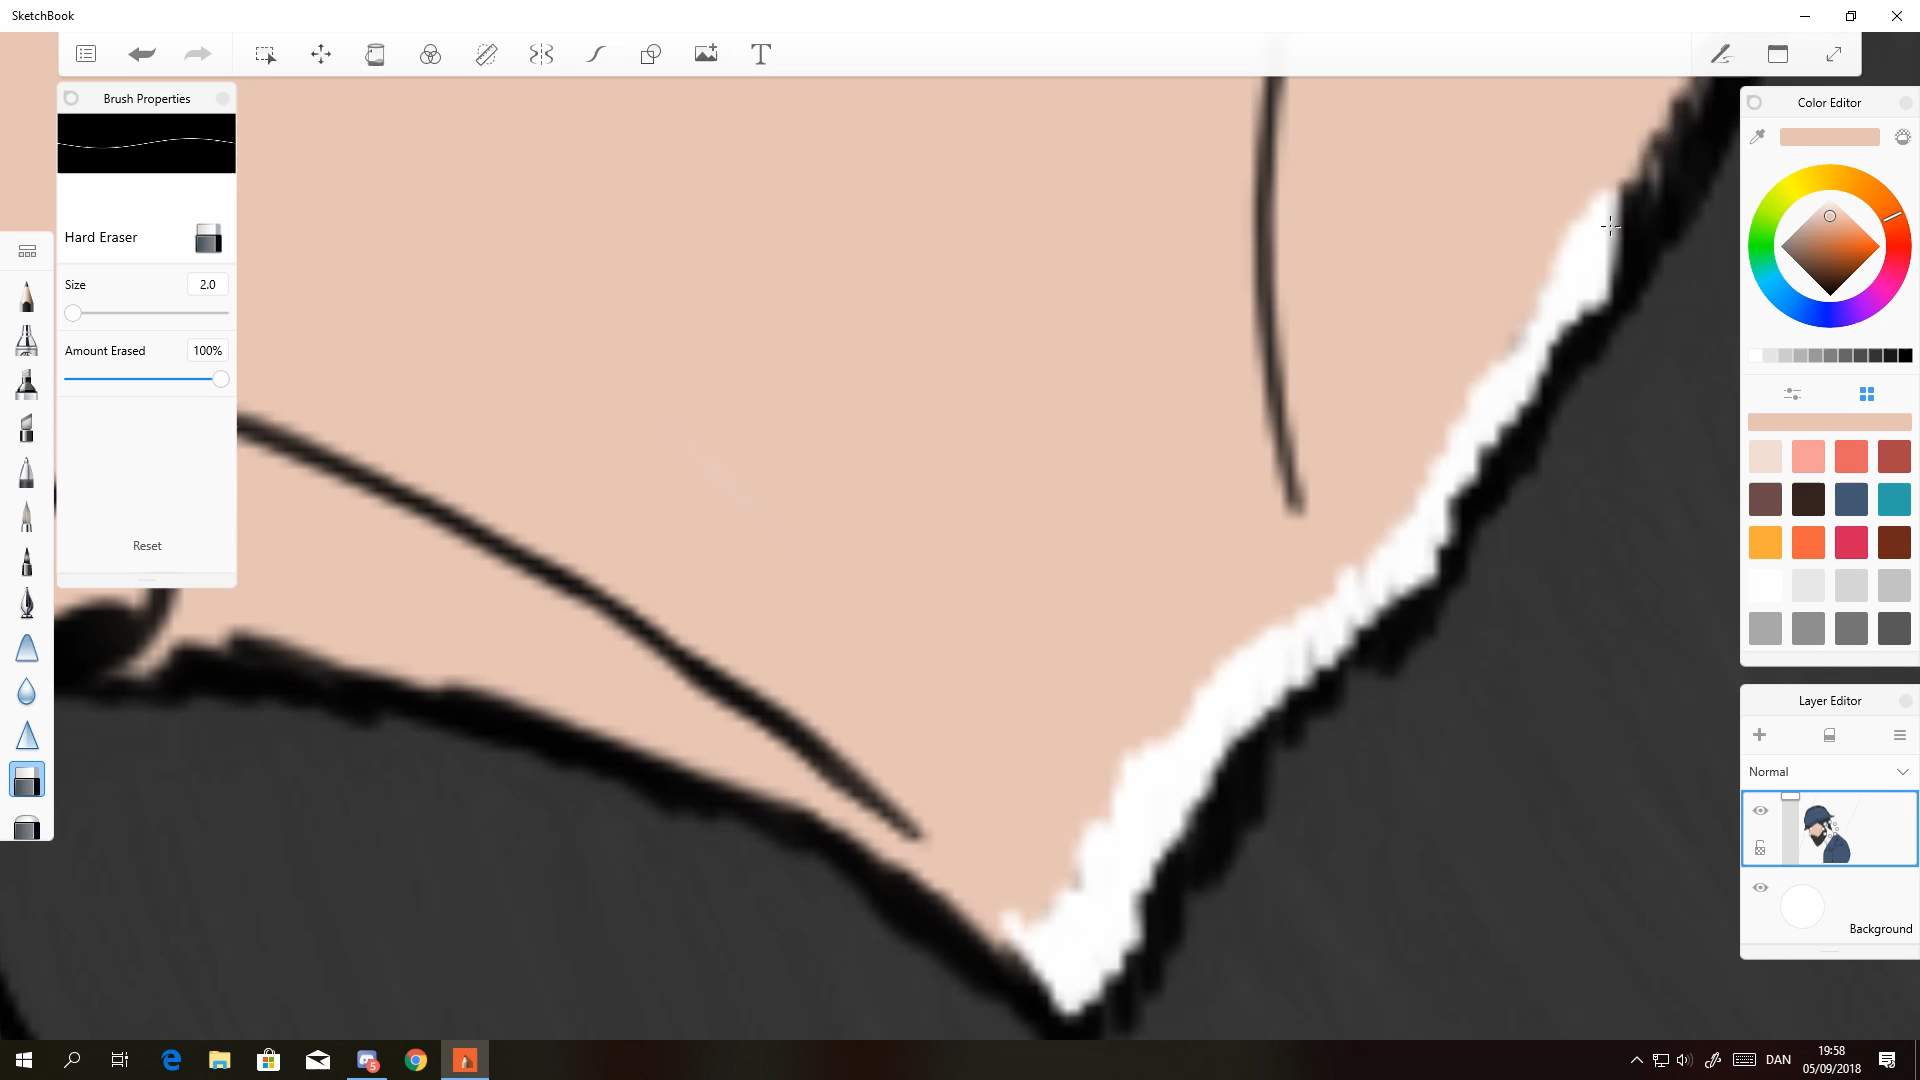 SketchBook
Brush Properties
Hard Eraser
Size 2.0
Amount Erased 100%
Reset
Color Editor
Layer Editor
Normal
Background
5
DAN
19:58
05/09/2018